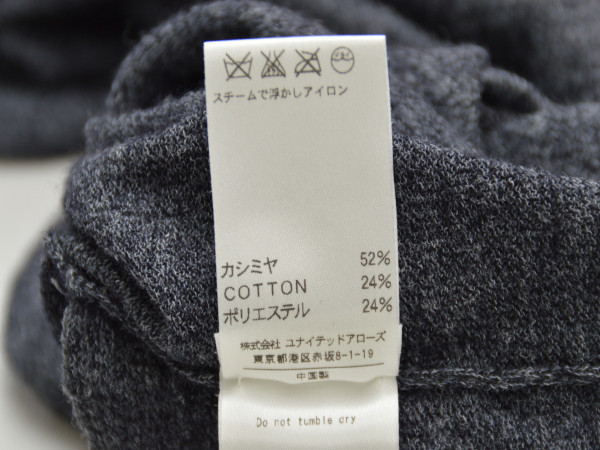 スチームで浮かしアイロン
カシミヤ 52%
COTTON 24%
ポリエステル 24%
株式会社 ユナイテッドアローズ
東京都港区赤坂8-1-19
中国製
Do not tumble dry